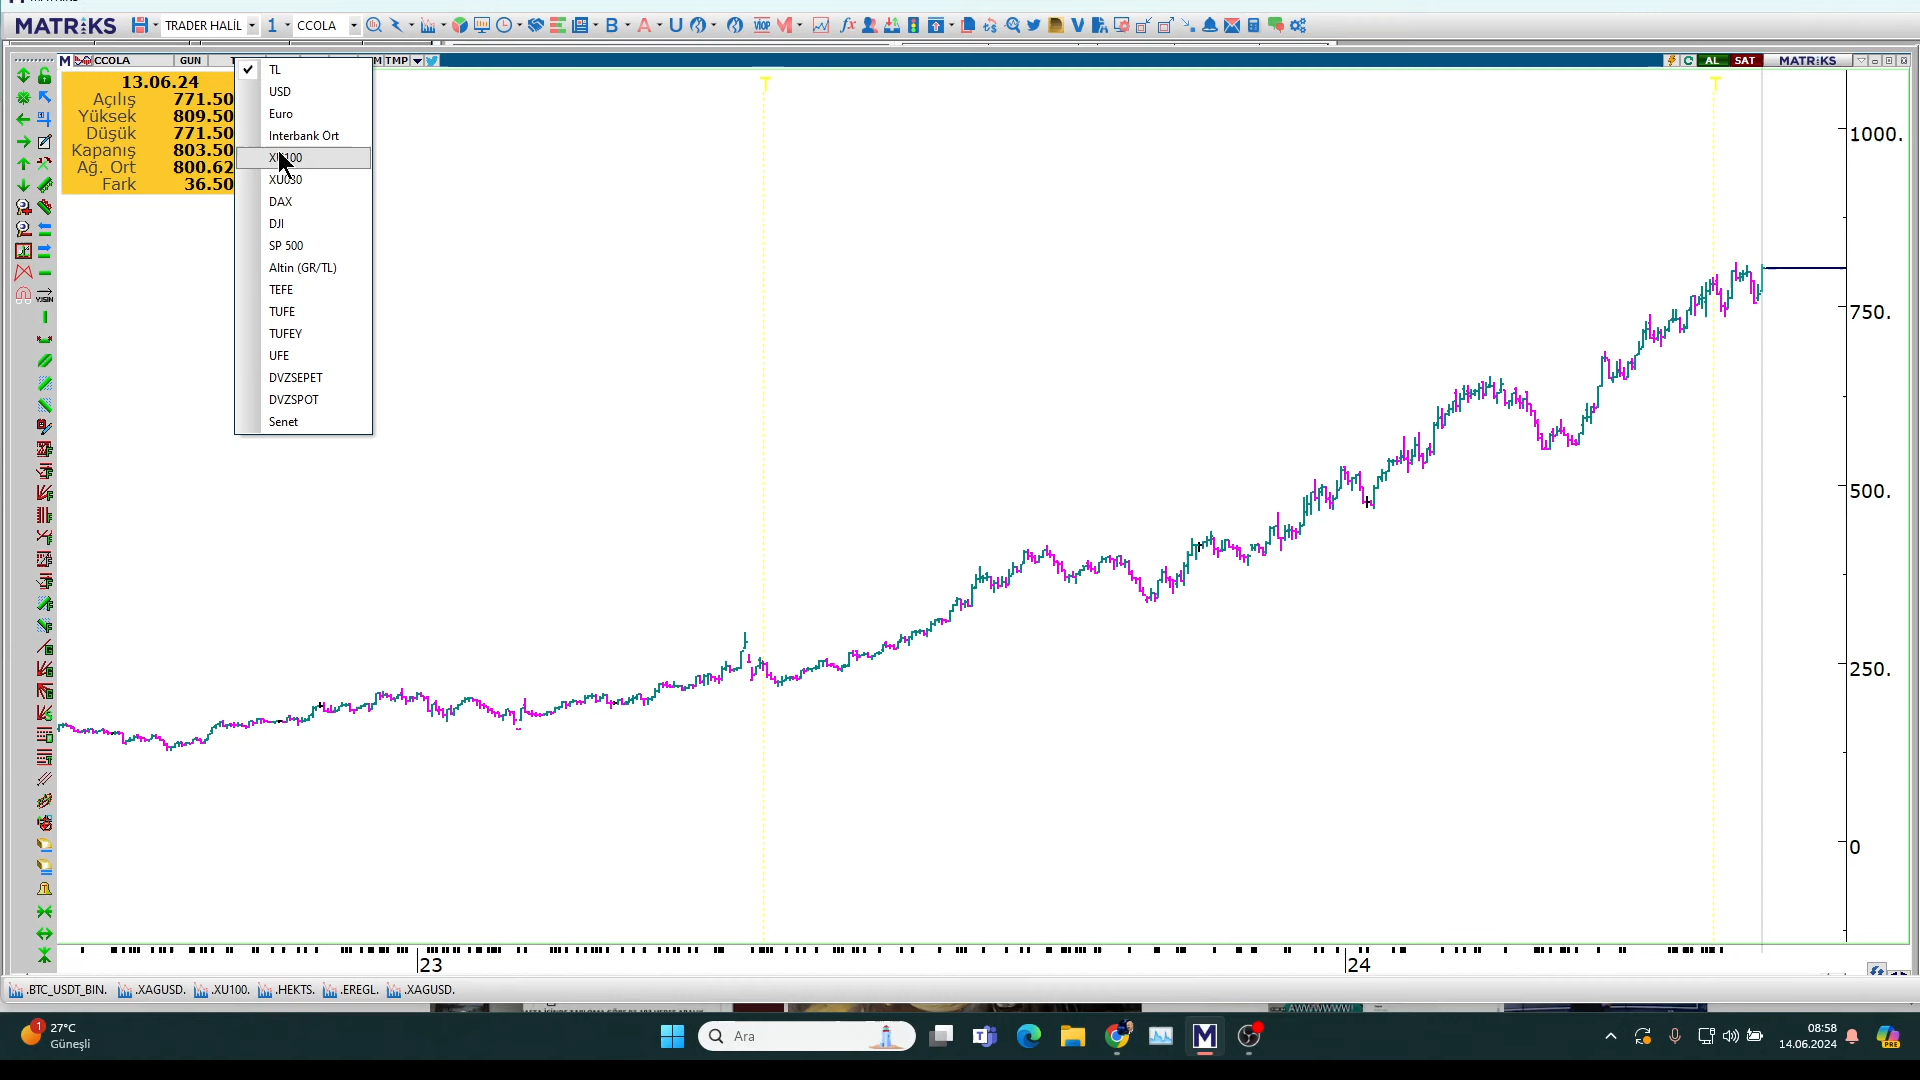 MATRiKS TRADER HALİL 1 CCOLA
M CCOLA GUN TMP AL SAT MATRiKS
13.06.24
Açılış 771.50
Yüksek 809.50
Düşük 771.50
Kapanış 803.50
Ağ. Ort 800.62
Fark 36.50
TL
USD
Euro
Interbank Ort
XU100
XU030
DAX
DJI
SP 500
Altin (GR/TL)
TEFE
TUFE
TUFEY
UFE
DVZSEPET
DVZSPOT
Senet
T T
1000.
750.
500.
250.
0
23 24
.BTC_USDT_BIN. .XAGUSD. .XU100. .HEKTS. .EREGL. .XAGUSD.
27°C
Güneşli
Ara
08:58
14.06.2024